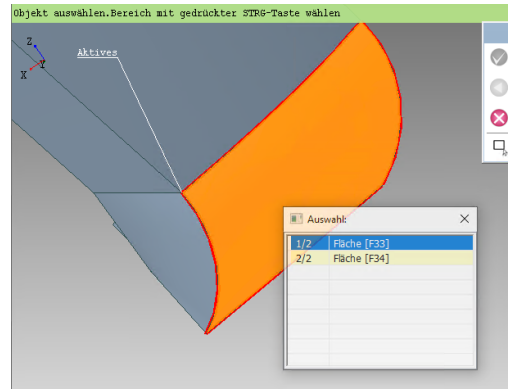 Objekt auswählen.Bereich mit gedrückter STRG-Taste wählen
Z
Y
X
Aktives
Auswahl:
1/2 Fläche [F33]
2/2 Fläche [F34]